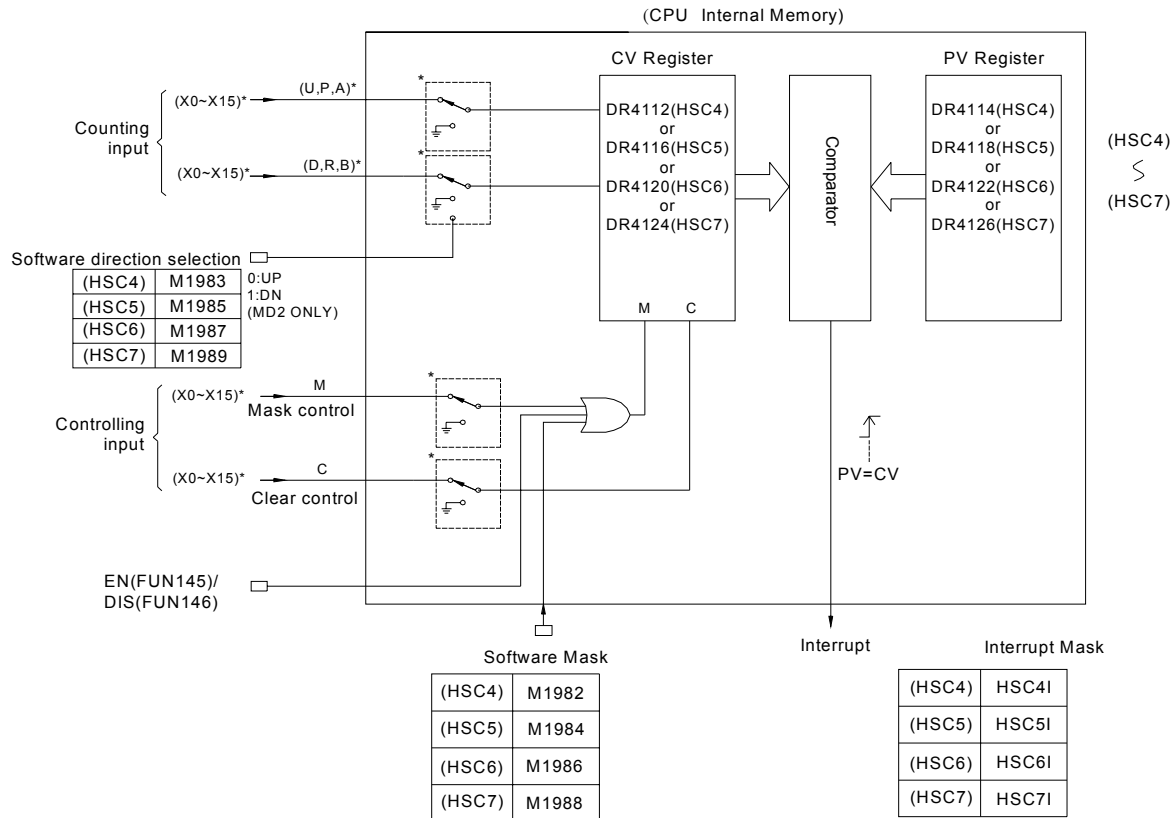 (CPU Internal Memory)
CV Register
PV Register
*
(U,P,A)*
(X0~X15)*
Counting
input
(D,R,B)*
(X0~X15)*
*
DR4112(HSC4)
or
DR4116(HSC5)
or
DR4120(HSC6)
or
DR4124(HSC7)
M C
Comparator
DR4114(HSC4)
or
DR4118(HSC5)
or
DR4122(HSC6)
or
DR4126(HSC7)
(HSC4)
(HSC7)
Software direction selection
(HSC4) M1983
(HSC5) M1985
(HSC6) M1987
(HSC7) M1989
0:UP
1:DN
(MD2 ONLY)
*
M
(X0~X15)*
Mask control
Controlling
input
*
C
(X0~X15)*
Clear control
PV=CV
EN(FUN145)/
DIS(FUN146)
Interrupt
Software Mask
(HSC4) M1982
(HSC5) M1984
(HSC6) M1986
(HSC7) M1988
Interrupt Mask
(HSC4) HSC4I
(HSC5) HSC5I
(HSC6) HSC6I
(HSC7) HSC7I